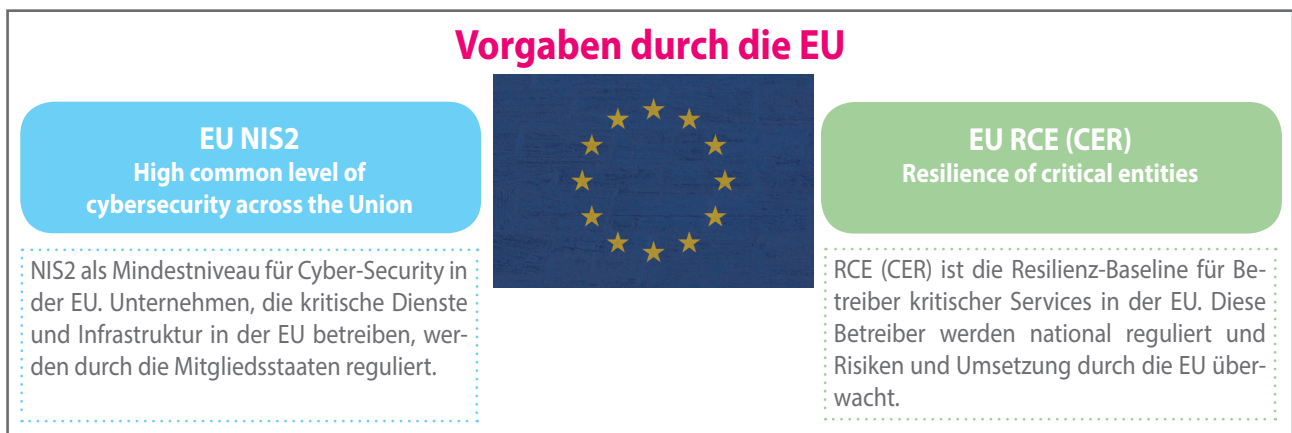 Vorgaben durch die EU
EU NIS2
High common level of
cybersecurity across the Union
NIS2 als Mindestniveau für Cyber-Security in
der EU. Unternehmen, die kritische Dienste
und Infrastruktur in der EU betreiben, wer-
den durch die Mitgliedsstaaten reguliert.
EU RCE (CER)
Resilience of critical entities
RCE (CER) ist die Resilienz-Baseline für Be-
treiber kritischer Services in der EU. Diese
Betreiber werden national reguliert und
Risiken und Umsetzung durch die EU über-
wacht.